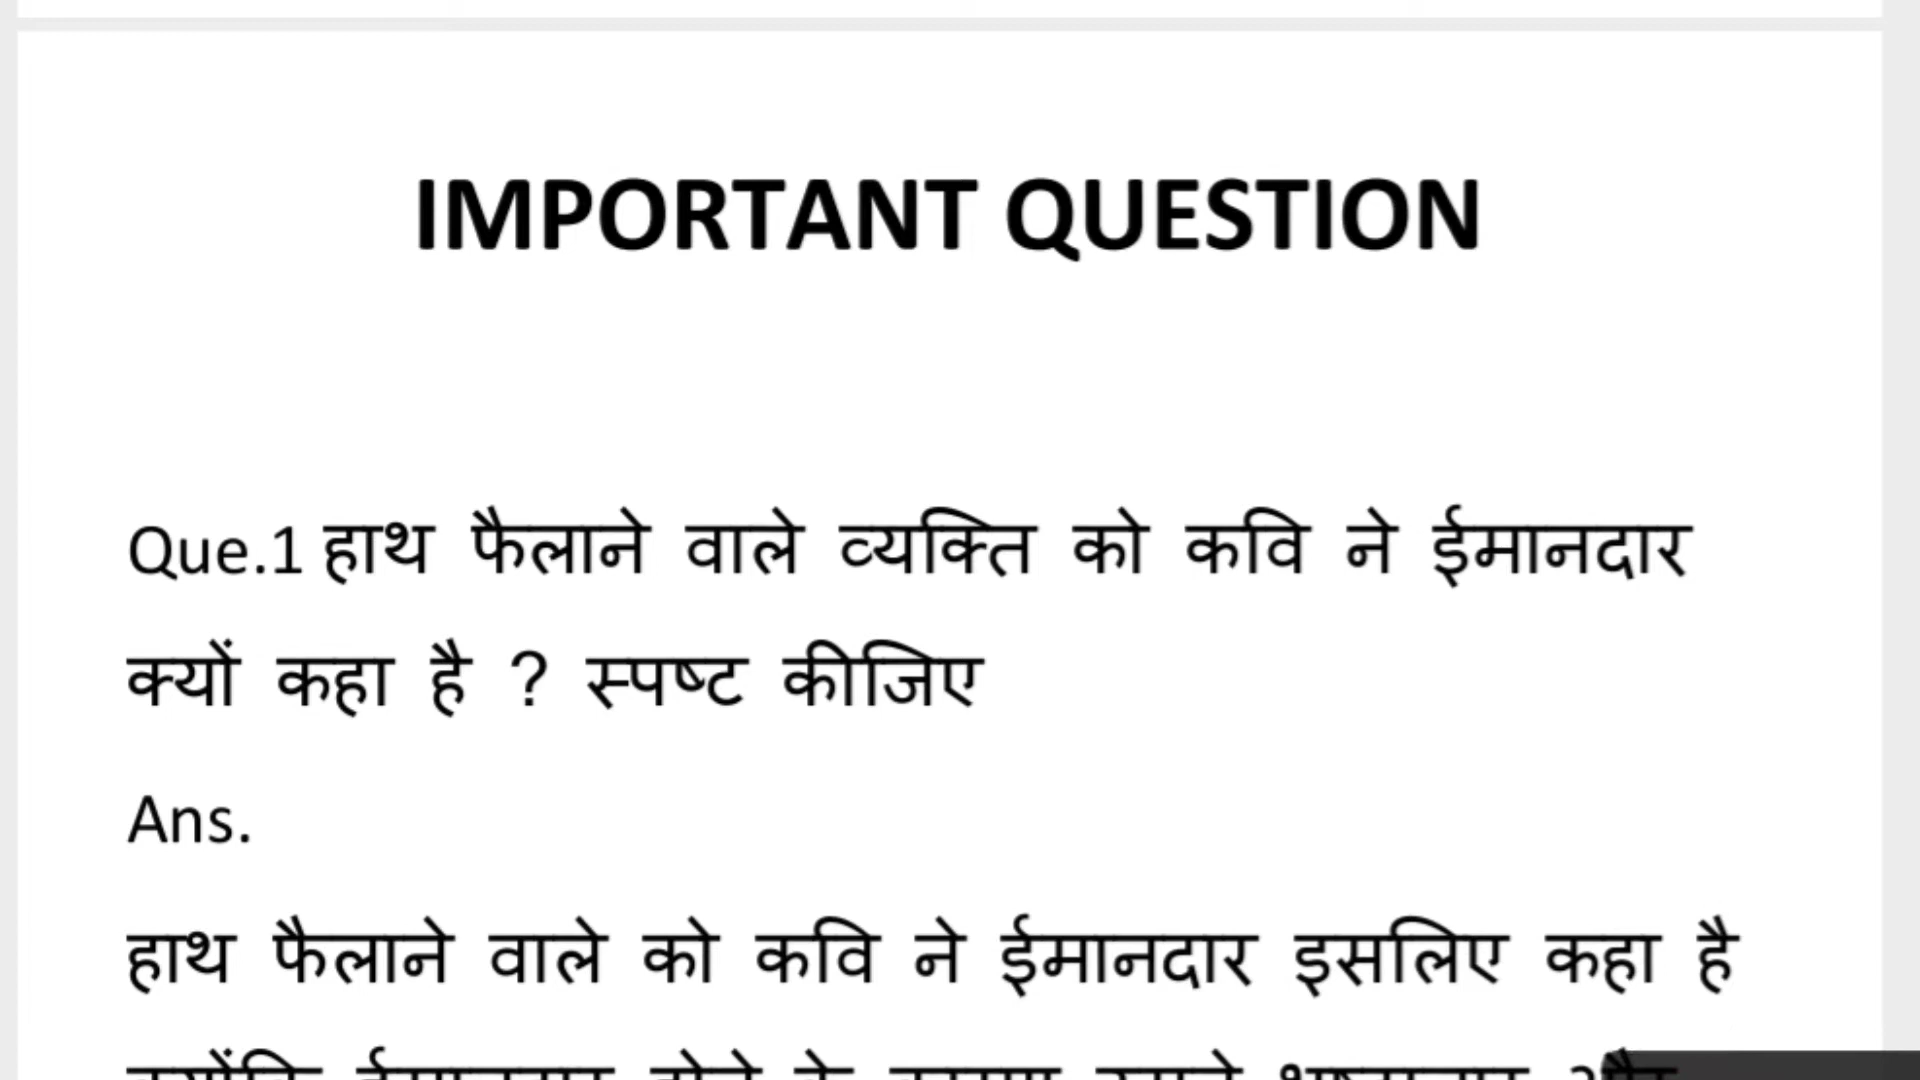 IMPORTANT QUESTION
Que.1 हाथ फैलाने वाले व्यक्ति को कवि ने ईमानदार
क्यों कहा है ? स्पष्ट कीजिए
Ans.
हाथ फैलाने वाले को कवि ने ईमानदार इसलिए कहा है